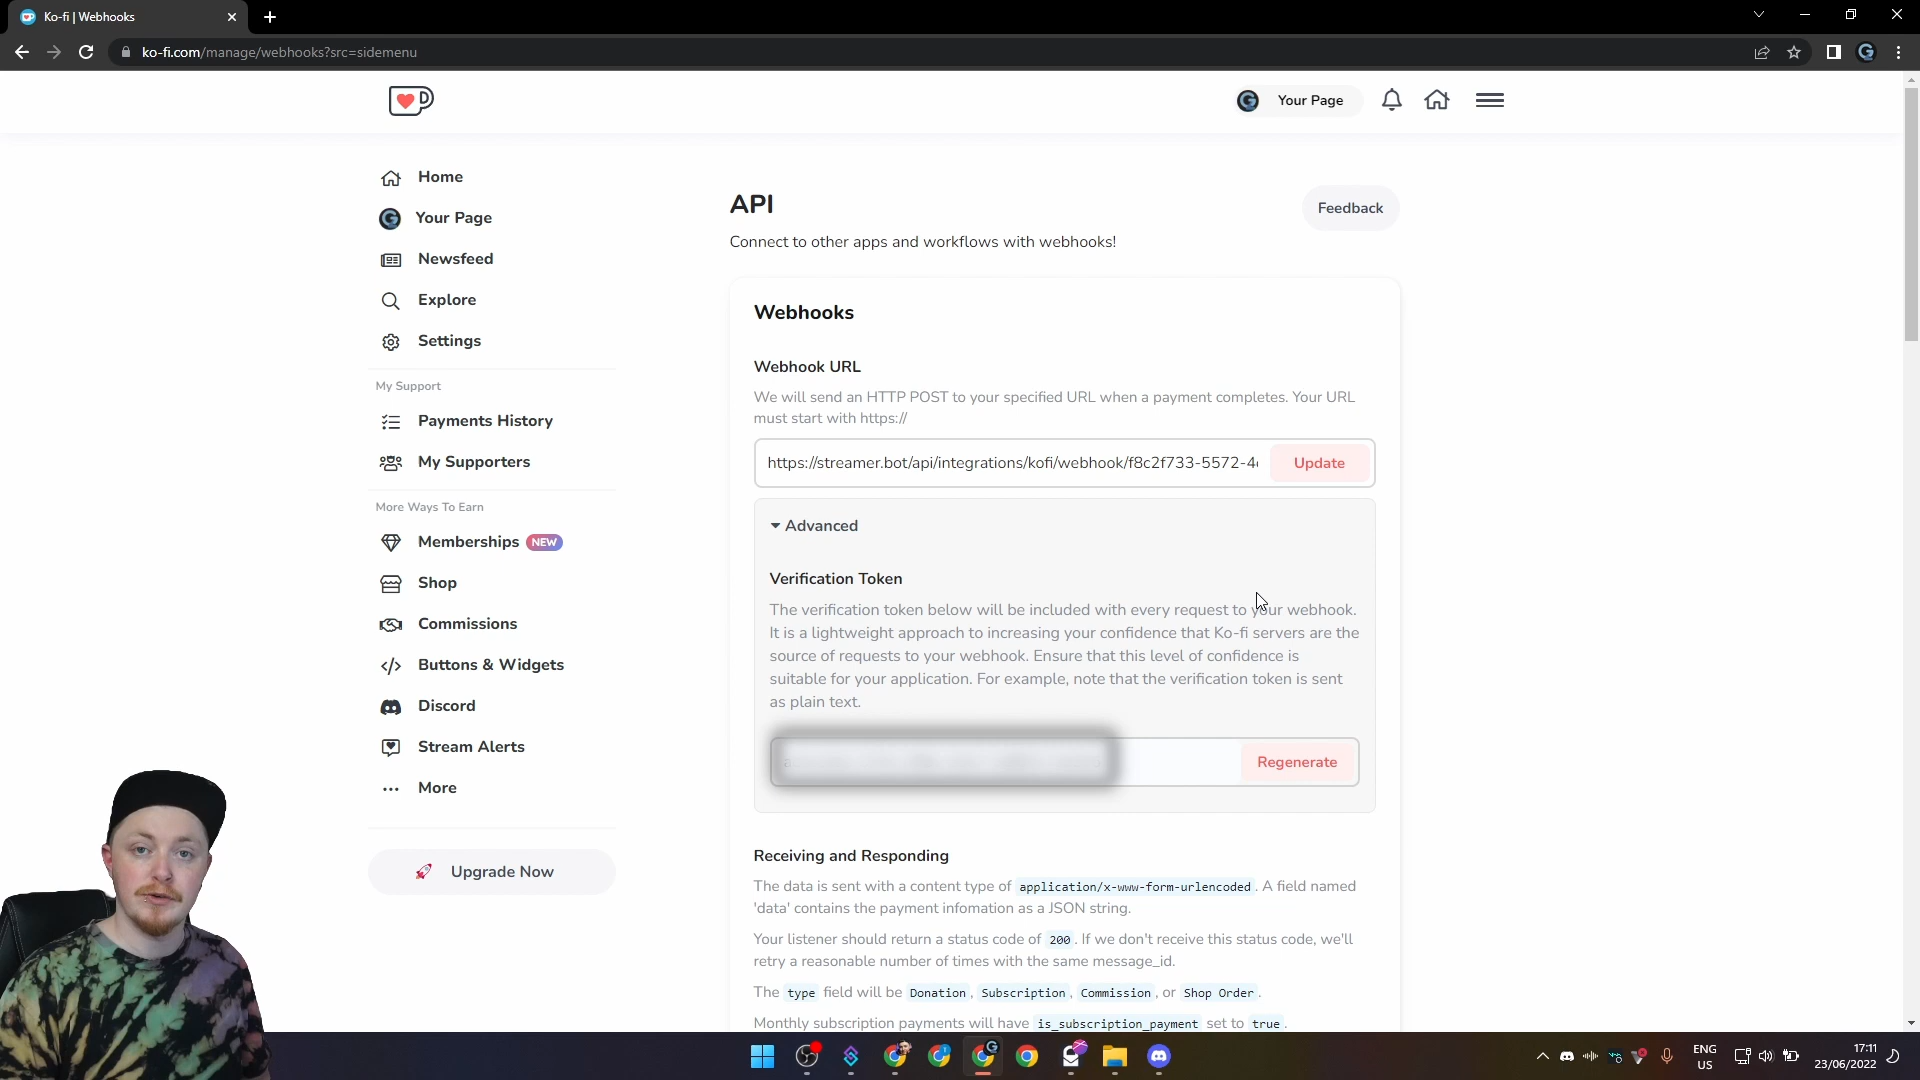 Ko-fi | Webhooks
ko-fi.com/manage/webhooks?src=sidemenu
Your Page
Home
Your Page
Newsfeed
Explore
Settings
My Support
Payments History
My Supporters
More Ways To Earn
Memberships NEW
Shop
Commissions
Buttons & Widgets
Discord
Stream Alerts
More
Upgrade Now
API
Feedback
Connect to other apps and workflows with webhooks!
Webhooks
Webhook URL
We will send an HTTP POST to your specified URL when a payment completes. Your URL
must start with https://
https://streamer.bot/api/integrations/kofi/webhook/f8c2f733-5572-4
Update
Advanced
Verification Token
The verification token below will be included with every request to your webhook.
It is a lightweight approach to increasing your confidence that Ko-fi servers are the
source of requests to your webhook. Ensure that this level of confidence is
suitable for your application. For example, note that the verification token is sent
as plain text.
Regenerate
Receiving and Responding
The data is sent with a content type of application/x-www-form-urlencoded. A field named
'data' contains the payment infomation as a JSON string.
Your listener should return a status code of 200. If we don't receive this status code, we'll
retry a reasonable number of times with the same message_id.
The type field will be Donation, Subscription, Commission, or Shop Order.
Monthly subscription payments will have is_subscription_payment set to true.
ENG
US
17:11
23/06/2022